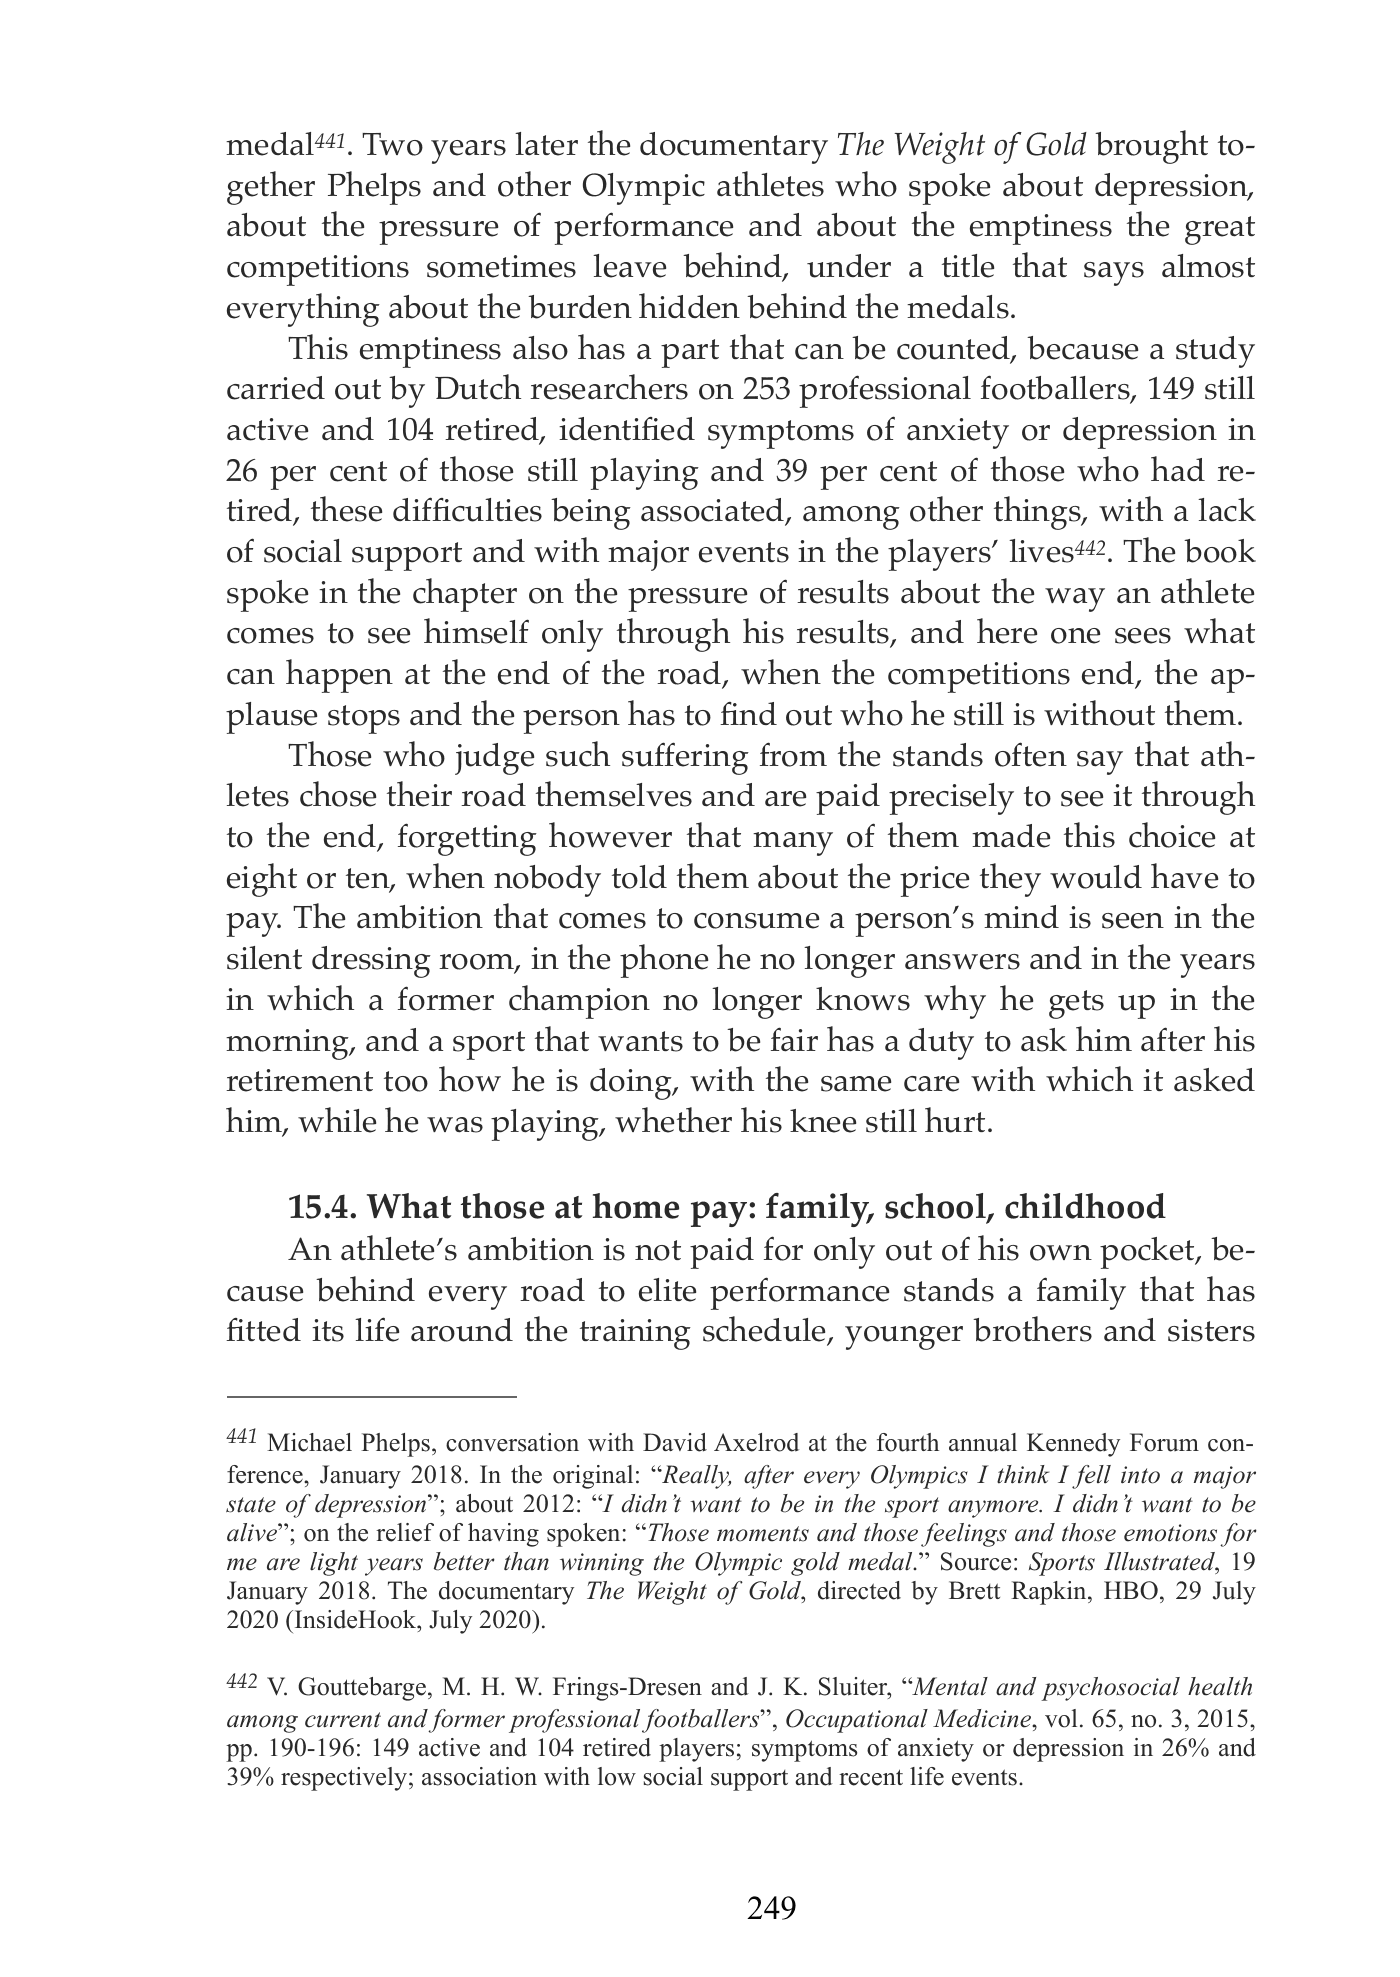 medal441. Two years later the documentary The Weight of Gold brought to-
gether Phelps and other Olympic athletes who spoke about depression,
about the pressure of performance and about the emptiness the great
competitions sometimes leave behind, under a title that says almost
everything about the burden hidden behind the medals.
This emptiness also has a part that can be counted, because a study
carried out by Dutch researchers on 253 professional footballers, 149 still
active and 104 retired, identified symptoms of anxiety or depression in
26 per cent of those still playing and 39 per cent of those who had re-
tired, these difficulties being associated, among other things, with a lack
of social support and with major events in the players’ lives442. The book
spoke in the chapter on the pressure of results about the way an athlete
comes to see himself only through his results, and here one sees what
can happen at the end of the road, when the competitions end, the ap-
plause stops and the person has to find out who he still is without them.
Those who judge such suffering from the stands often say that ath-
letes chose their road themselves and are paid precisely to see it through
to the end, forgetting however that many of them made this choice at
eight or ten, when nobody told them about the price they would have to
pay. The ambition that comes to consume a person’s mind is seen in the
silent dressing room, in the phone he no longer answers and in the years
in which a former champion no longer knows why he gets up in the
morning, and a sport that wants to be fair has a duty to ask him after his
retirement too how he is doing, with the same care with which it asked
him, while he was playing, whether his knee still hurt.
15.4. What those at home pay: family, school, childhood
An athlete’s ambition is not paid for only out of his own pocket, be-
cause behind every road to elite performance stands a family that has
fitted its life around the training schedule, younger brothers and sisters
441 Michael Phelps, conversation with David Axelrod at the fourth annual Kennedy Forum con-
ference, January 2018. In the original: “Really, after every Olympics I think I fell into a major
state of depression”; about 2012: “I didn’t want to be in the sport anymore. I didn’t want to be
alive”; on the relief of having spoken: “Those moments and those feelings and those emotions for
me are light years better than winning the Olympic gold medal.” Source: Sports Illustrated, 19
January 2018. The documentary The Weight of Gold, directed by Brett Rapkin, HBO, 29 July
2020 (InsideHook, July 2020).
442 V. Gouttebarge, M. H. W. Frings-Dresen and J. K. Sluiter, “Mental and psychosocial health
among current and former professional footballers”, Occupational Medicine, vol. 65, no. 3, 2015,
pp. 190-196: 149 active and 104 retired players; symptoms of anxiety or depression in 26% and
39% respectively; association with low social support and recent life events.
249